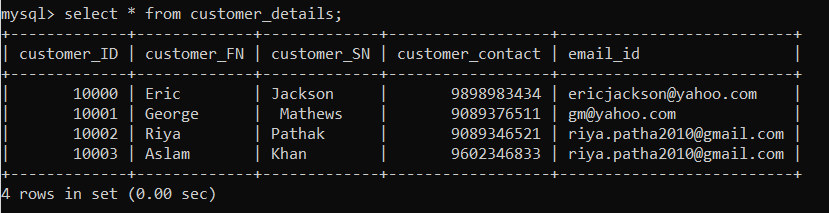 mysql> select * from customer_details;
+-------------+-------------+-------------+------------------+--------------------------+
| customer_ID | customer_FN | customer_SN | customer_contact | email_id                 |
+-------------+-------------+-------------+------------------+--------------------------+
|       10000 | Eric        | Jackson     |       9898983434 | ericjackson@yahoo.com    |
|       10001 | George      |  Mathews    |       9089376511 | gm@yahoo.com             |
|       10002 | Riya        | Pathak      |       9089346521 | riya.patha2010@gmail.com |
|       10003 | Aslam       | Khan        |       9602346833 | riya.patha2010@gmail.com |
+-------------+-------------+-------------+------------------+--------------------------+
4 rows in set (0.00 sec)